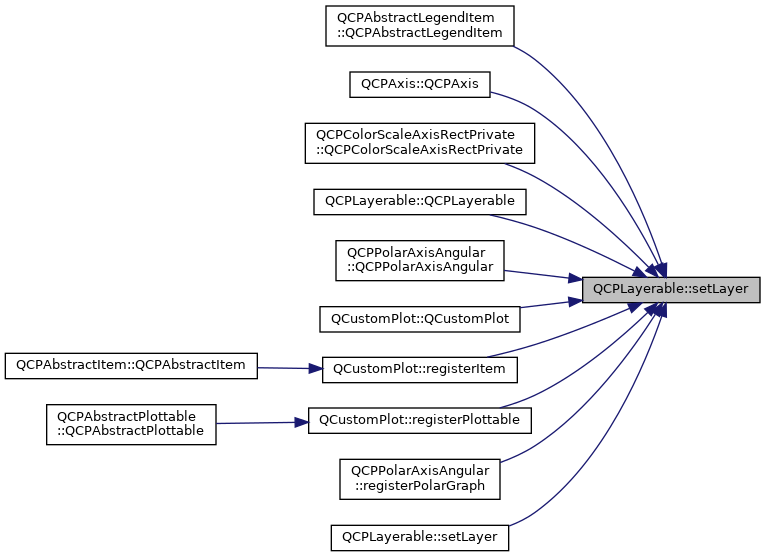 QCPAbstractLegendItem
::QCPAbstractLegendItem
QCPAxis::QCPAxis
QCPColorScaleAxisRectPrivate
::QCPColorScaleAxisRectPrivate
QCPLayerable::QCPLayerable
QCPPolarAxisAngular
::QCPPolarAxisAngular
QCPLayerable::setLayer
QCustomPlot::QCustomPlot
QCPAbstractItem::QCPAbstractItem
QCustomPlot::registerItem
QCPAbstractPlottable
::QCPAbstractPlottable
QCustomPlot::registerPlottable
QCPPolarAxisAngular
::registerPolarGraph
QCPLayerable::setLayer